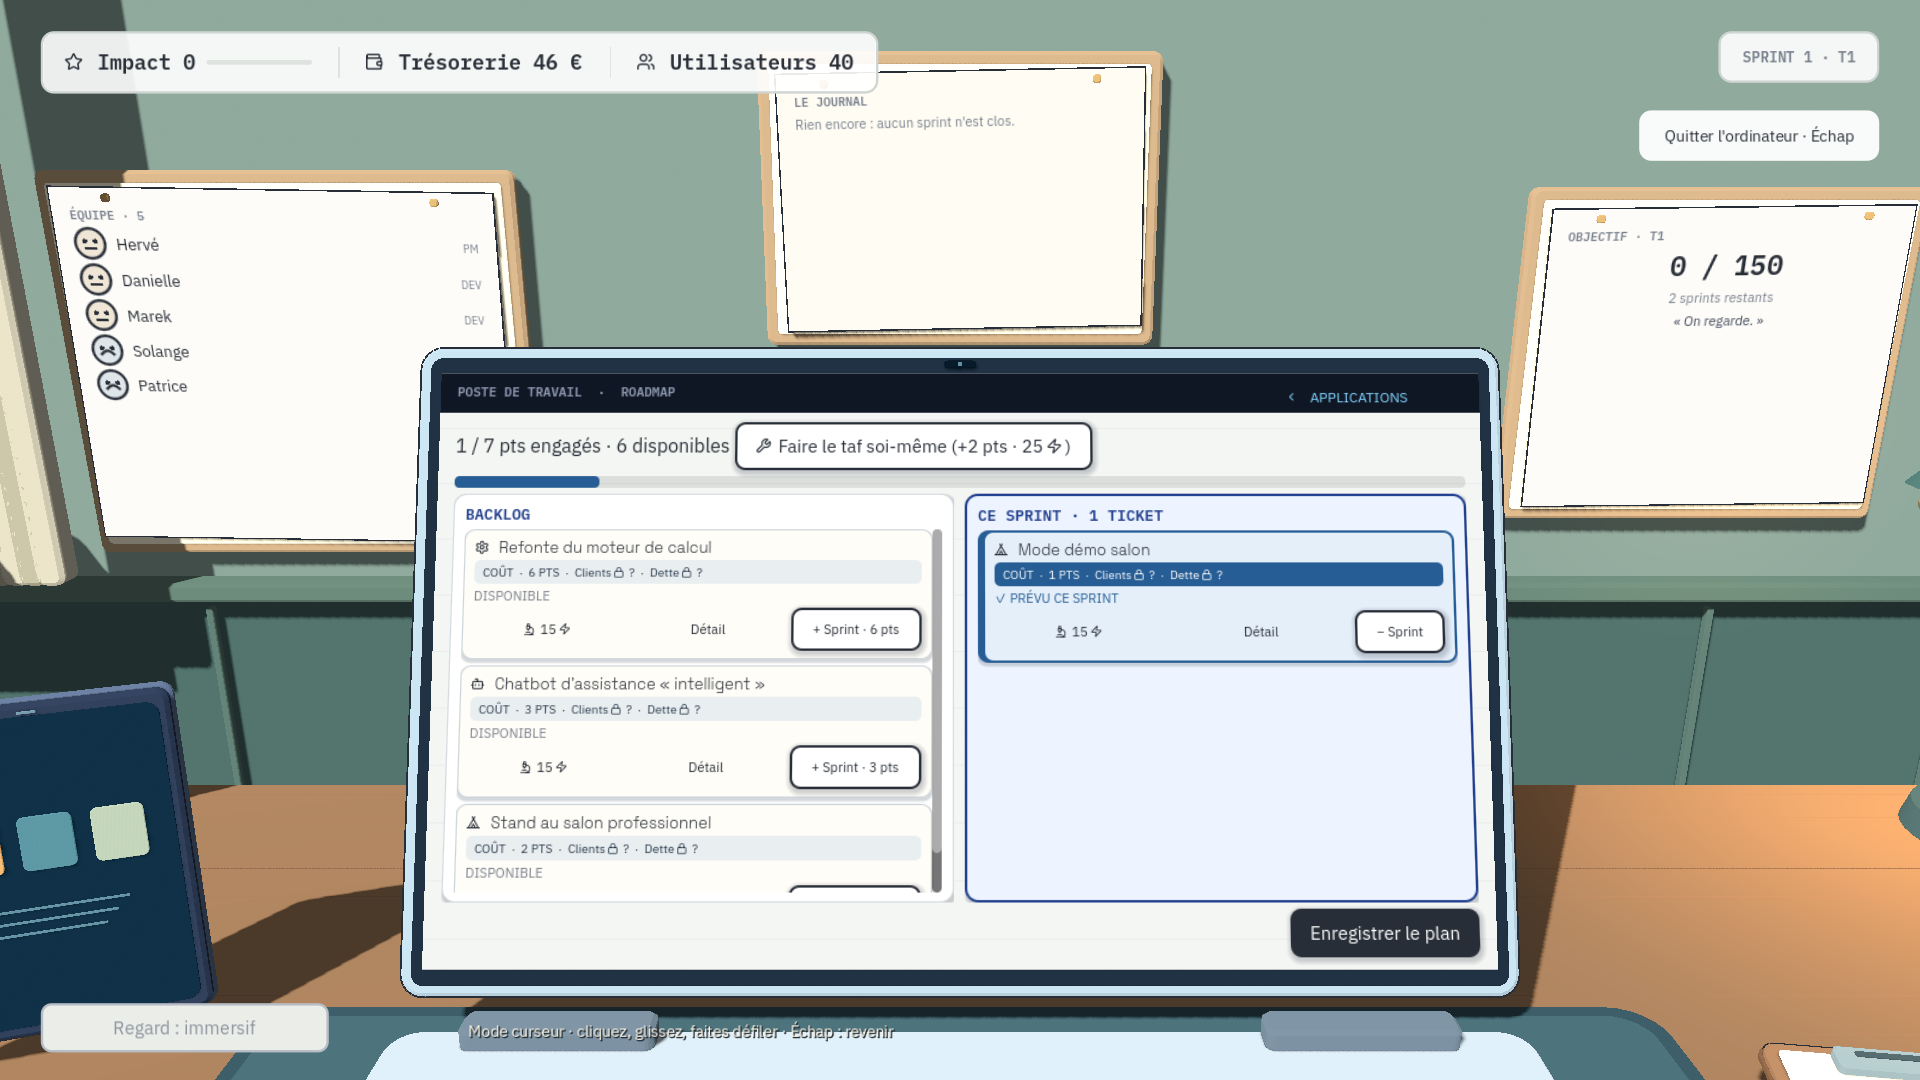 Impact 0
Trésorerie 46 €
Utilisateurs 40
SPRINT 1 · T1
Quitter l'ordinateur · Échap
LE JOURNAL
Rien encore : aucun sprint n'est clos.
ÉQUIPE · 5
Hervé PM
Danielle DEV
Marek DEV
Solange
Patrice
OBJECTIF · T1
0 / 150
2 sprints restants
« On regarde. »
POSTE DE TRAVAIL · ROADMAP
‹ APPLICATIONS
1 / 7 pts engagés · 6 disponibles
Faire le taf soi-même (+2 pts · 25)
BACKLOG
Refonte du moteur de calcul
COÛT · 6 PTS · Clients ? · Dette ?
DISPONIBLE
15
Détail
+ Sprint · 6 pts
Chatbot d'assistance « intelligent »
COÛT · 3 PTS · Clients ? · Dette ?
DISPONIBLE
15
Détail
+ Sprint · 3 pts
Stand au salon professionnel
COÛT · 2 PTS · Clients ? · Dette ?
DISPONIBLE
CE SPRINT · 1 TICKET
Mode démo salon
COÛT · 1 PTS · Clients ? · Dette ?
✓ PRÉVU CE SPRINT
15
Détail
– Sprint
Enregistrer le plan
Regard : immersif
Mode curseur · cliquez, glissez, faites défiler · Échap : revenir